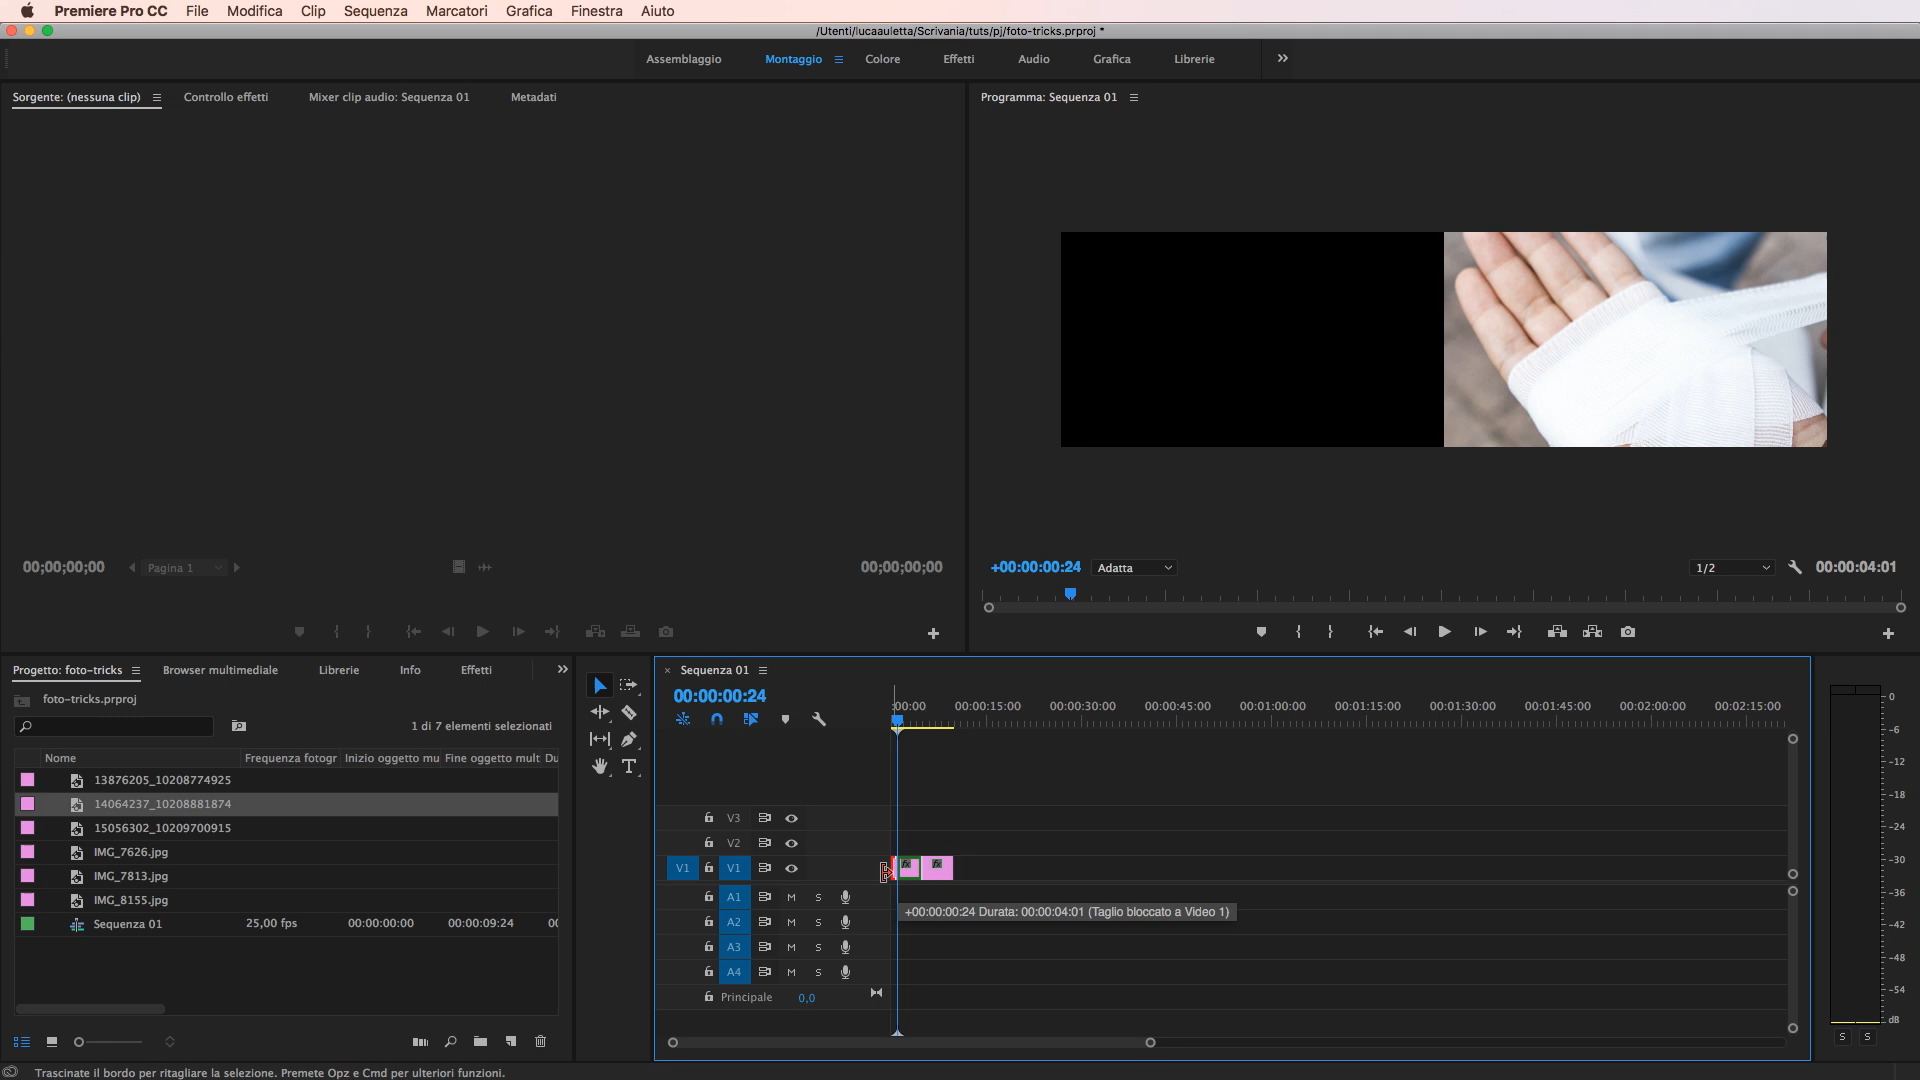 Premiere Pro CC File Modifica Clip Sequenza Marcatori Grafica Finestra Aiuto
/Utenti/lucaauletta/Scrivania/tuts/pj/foto-tricks.prproj *
Assemblaggio Montaggio Colore Effetti Audio Grafica Librerie
Sorgente: (nessuna clip) Controllo effetti Mixer clip audio: Sequenza 01 Metadati
Programma: Sequenza 01
00;00;00;00 Pagina 1 00;00;00;00
+00:00:00:24 Adatta 1/2 00:00:04:01
Progetto: foto-tricks Browser multimediale Librerie Info Effetti
foto-tricks.prproj
1 di 7 elementi selezionati
Nome Frequenza fotogr Inizio oggetto mu Fine oggetto mult Du
13876205_10208774925
14064237_10208881874
15056302_10209700915
IMG_7626.jpg
IMG_7813.jpg
IMG_8155.jpg
Sequenza 01 25,00 fps 00:00:00:00 00:00:09:24 00
T
× Sequenza 01
00:00:00:24
:00:00 00:00:15:00 00:00:30:00 00:00:45:00 00:01:00:00 00:01:15:00 00:01:30:00 00:01:45:00 00:02:00:00 00:02:15:00
V3
V2
V1 V1 fx fx
A1 M S
+00:00:00:24 Durata: 00:00:04:01 (Taglio bloccato a Video 1)
A2 M S
A3 M S
A4 M S
Principale 0,0
0
-6
-12
-18
-24
-30
-36
-42
-48
-54
dB
S S
Trascinate il bordo per ritagliare la selezione. Premete Opz e Cmd per ulteriori funzioni.